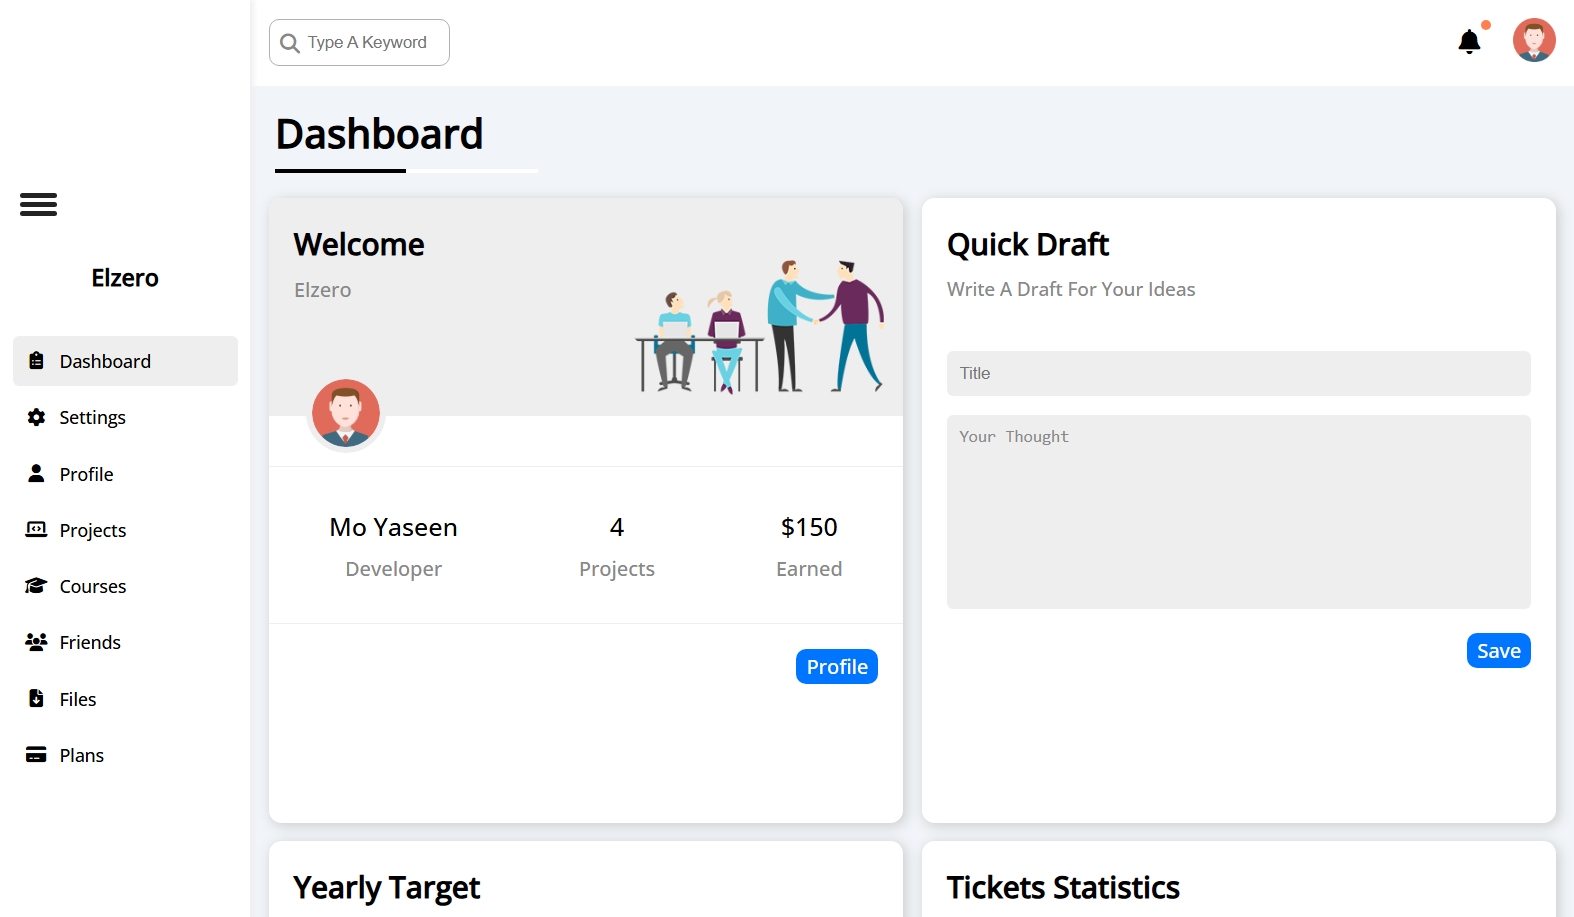 Type A Keyword
Elzero
Dashboard
Settings
Profile
Projects
Courses
Friends
Files
Plans
Dashboard
Welcome
Elzero
Mo Yaseen
Developer
4
Projects
$150
Earned
Profile
Quick Draft
Write A Draft For Your Ideas
Title
Your Thought
Save
Yearly Target
Tickets Statistics